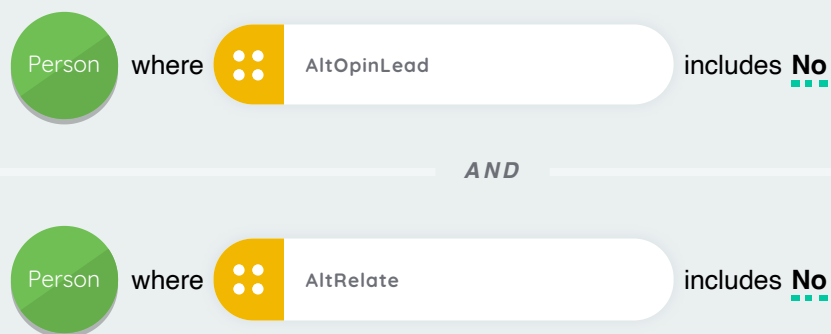 Person where AltOpinLead includes No
AND
Person where AltRelate includes No